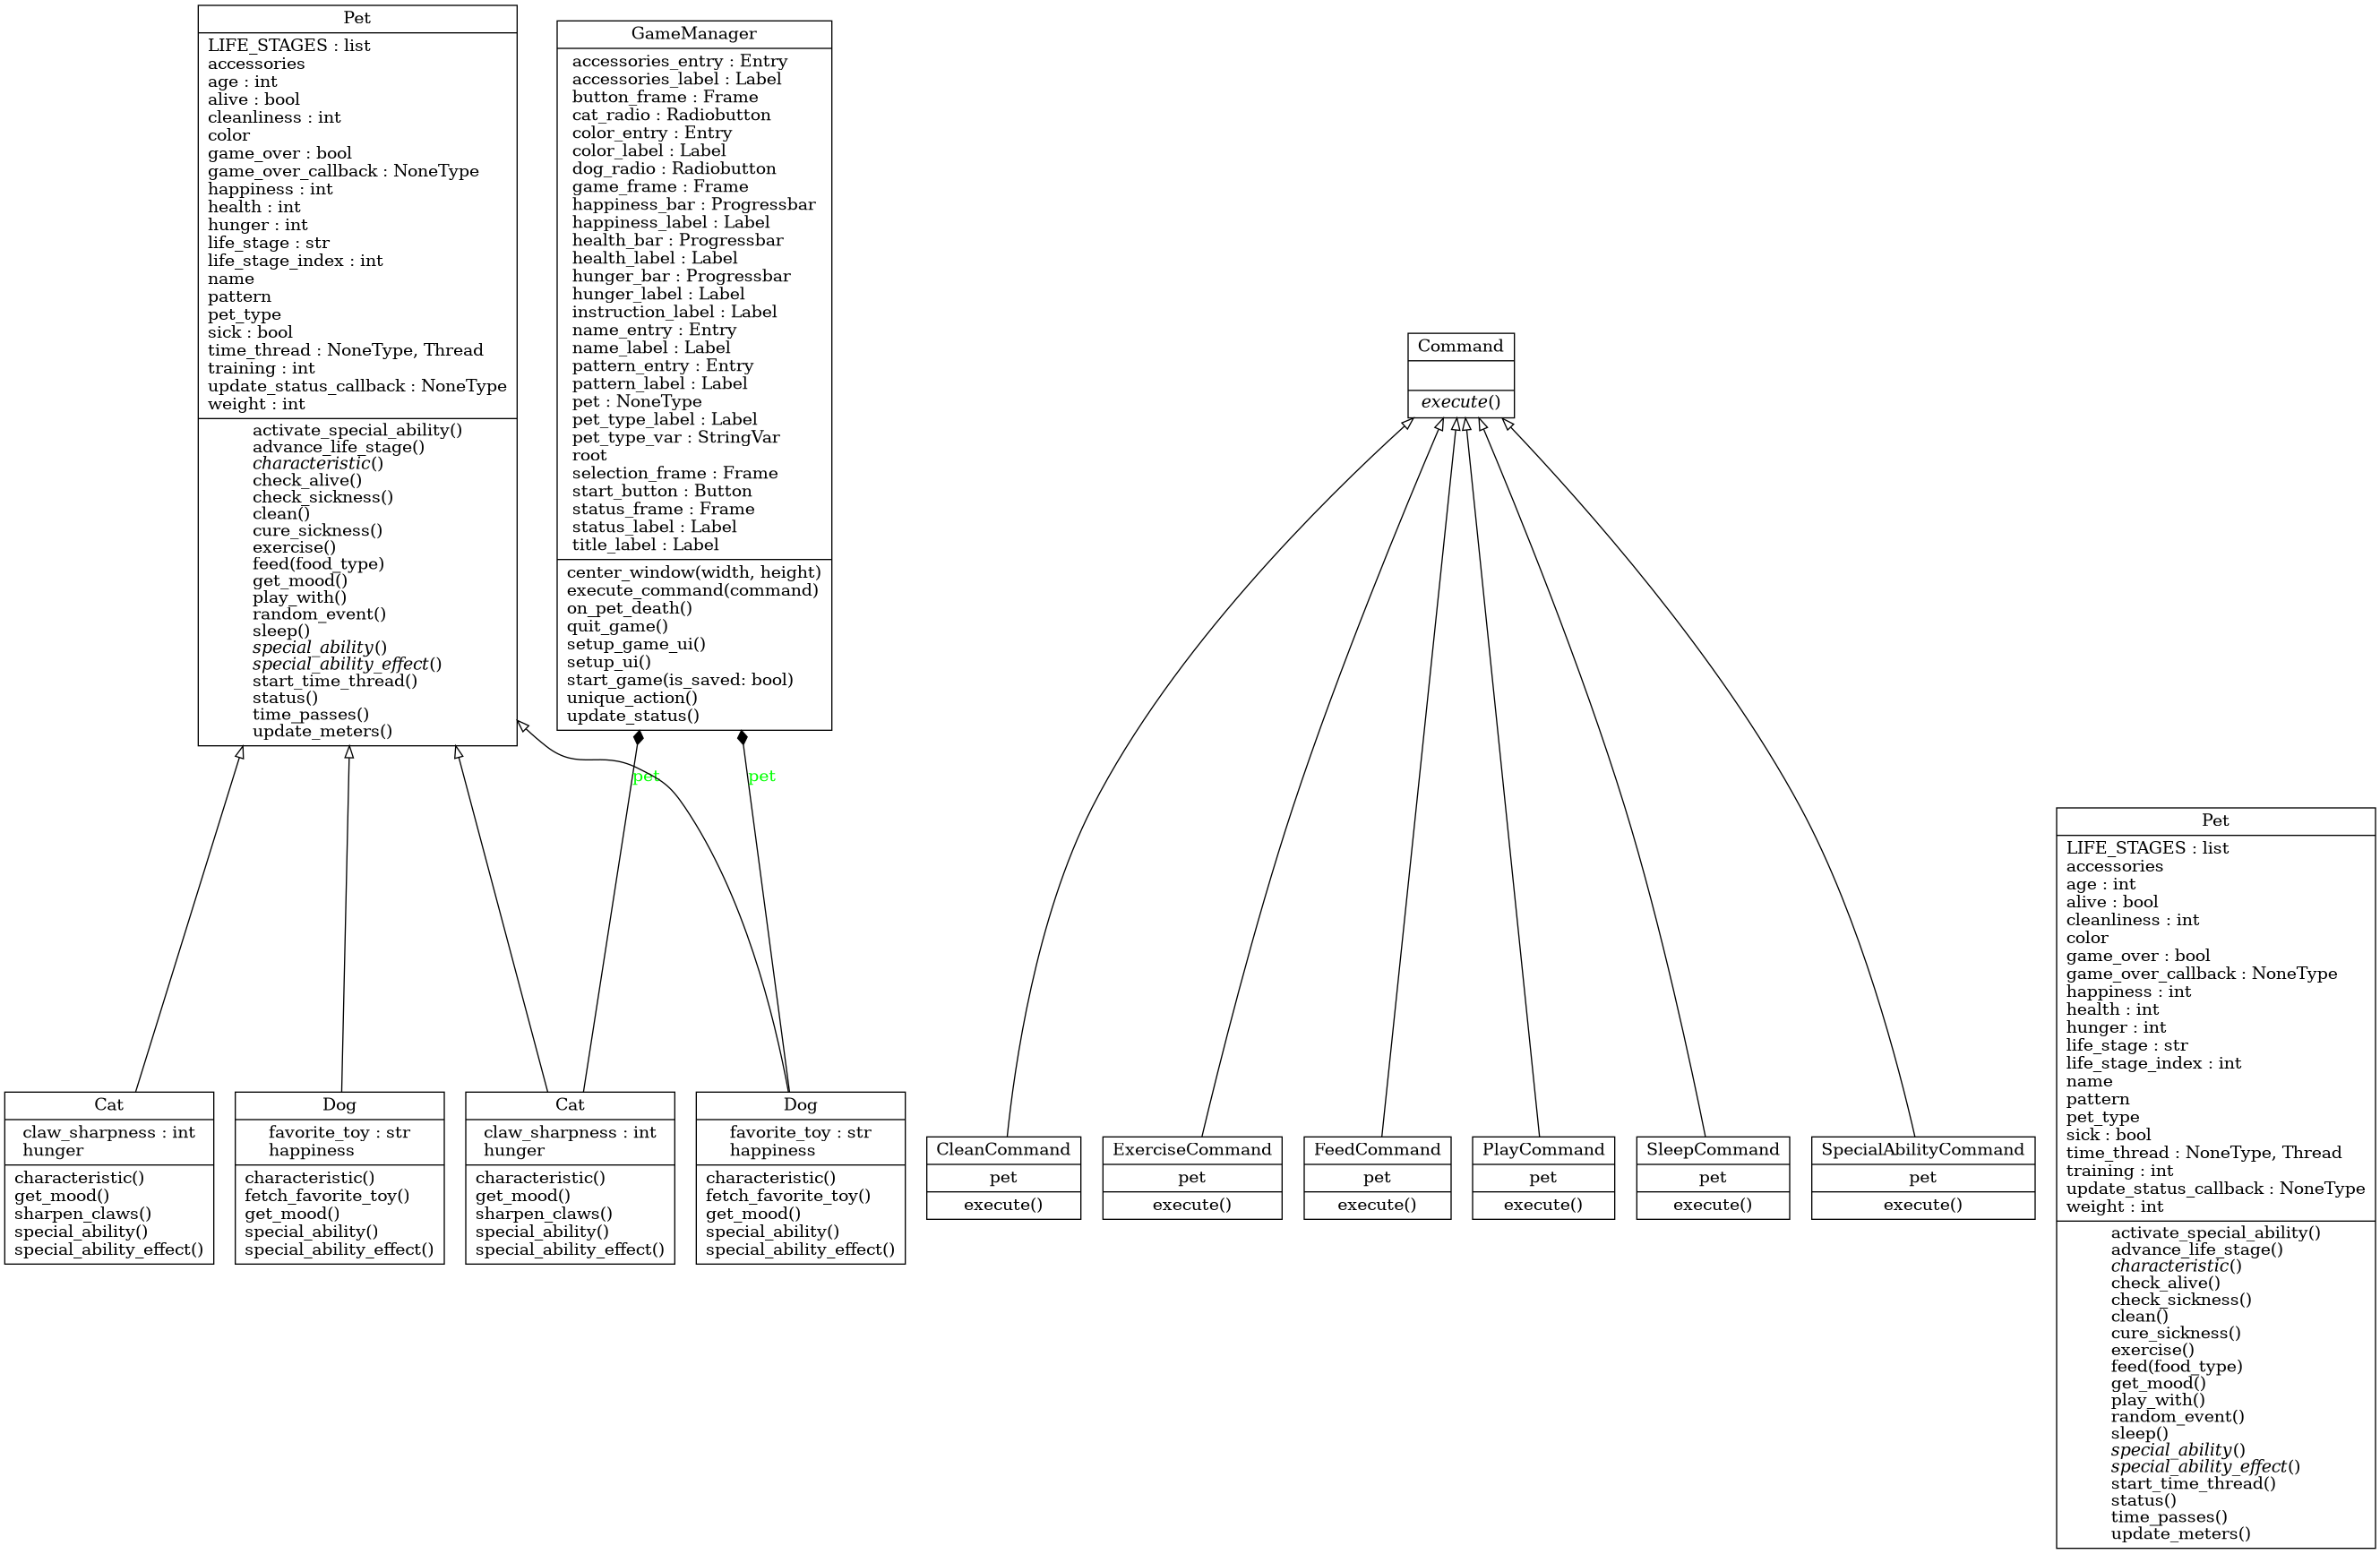 Pet
LIFE_STAGES : list
accessories
age : int
alive : bool
cleanliness : int
color
game_over : bool
game_over_callback : NoneType
happiness : int
health : int
hunger : int
life_stage : str
life_stage_index : int
name
pattern
pet_type
sick : bool
time_thread : NoneType, Thread
training : int
update_status_callback : NoneType
weight : int
activate_special_ability()
advance_life_stage()
characteristic()
check_alive()
check_sickness()
clean()
cure_sickness()
exercise()
feed(food_type)
get_mood()
play_with()
random_event()
sleep()
special_ability()
special_ability_effect()
start_time_thread()
status()
time_passes()
update_meters()
GameManager
accessories_entry : Entry
accessories_label : Label
button_frame : Frame
cat_radio : Radiobutton
color_entry : Entry
color_label : Label
dog_radio : Radiobutton
game_frame : Frame
happiness_bar : Progressbar
happiness_label : Label
health_bar : Progressbar
health_label : Label
hunger_bar : Progressbar
hunger_label : Label
instruction_label : Label
name_entry : Entry
name_label : Label
pattern_entry : Entry
pattern_label : Label
pet : NoneType
pet_type_label : Label
pet_type_var : StringVar
root
selection_frame : Frame
start_button : Button
status_frame : Frame
status_label : Label
title_label : Label
center_window(width, height)
execute_command(command)
on_pet_death()
quit_game()
setup_game_ui()
setup_ui()
start_game(is_saved: bool)
unique_action()
update_status()
Command
execute()
pet
pet
Cat
claw_sharpness : int
hunger
characteristic()
get_mood()
sharpen_claws()
special_ability()
special_ability_effect()
Dog
favorite_toy : str
happiness
characteristic()
fetch_favorite_toy()
get_mood()
special_ability()
special_ability_effect()
Cat
claw_sharpness : int
hunger
characteristic()
get_mood()
sharpen_claws()
special_ability()
special_ability_effect()
Dog
favorite_toy : str
happiness
characteristic()
fetch_favorite_toy()
get_mood()
special_ability()
special_ability_effect()
CleanCommand
pet
execute()
ExerciseCommand
pet
execute()
FeedCommand
pet
execute()
PlayCommand
pet
execute()
SleepCommand
pet
execute()
SpecialAbilityCommand
pet
execute()
Pet
LIFE_STAGES : list
accessories
age : int
alive : bool
cleanliness : int
color
game_over : bool
game_over_callback : NoneType
happiness : int
health : int
hunger : int
life_stage : str
life_stage_index : int
name
pattern
pet_type
sick : bool
time_thread : NoneType, Thread
training : int
update_status_callback : NoneType
weight : int
activate_special_ability()
advance_life_stage()
characteristic()
check_alive()
check_sickness()
clean()
cure_sickness()
exercise()
feed(food_type)
get_mood()
play_with()
random_event()
sleep()
special_ability()
special_ability_effect()
start_time_thread()
status()
time_passes()
update_meters()